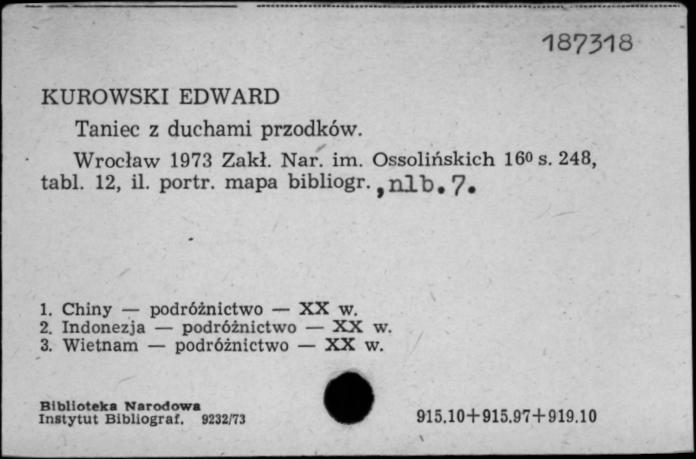 187318
KUROWSKI EDWARD
Taniec z duchami przodków.
Wrocław 1973 Zakł. Nar. im. Ossolińskich 16⁰ s. 248,
tabl. 12, il. portr. mapa bibliogr. , nlb. 7.
1. Chiny — podróżnictwo — XX w.
2. Indonezja — podróżnictwo — XX w.
3. Wietnam — podróżnictwo — XX w.
Biblioteka Narodowa
Instytut Bibliograf. 9232/73
915.10+915.97+919.10